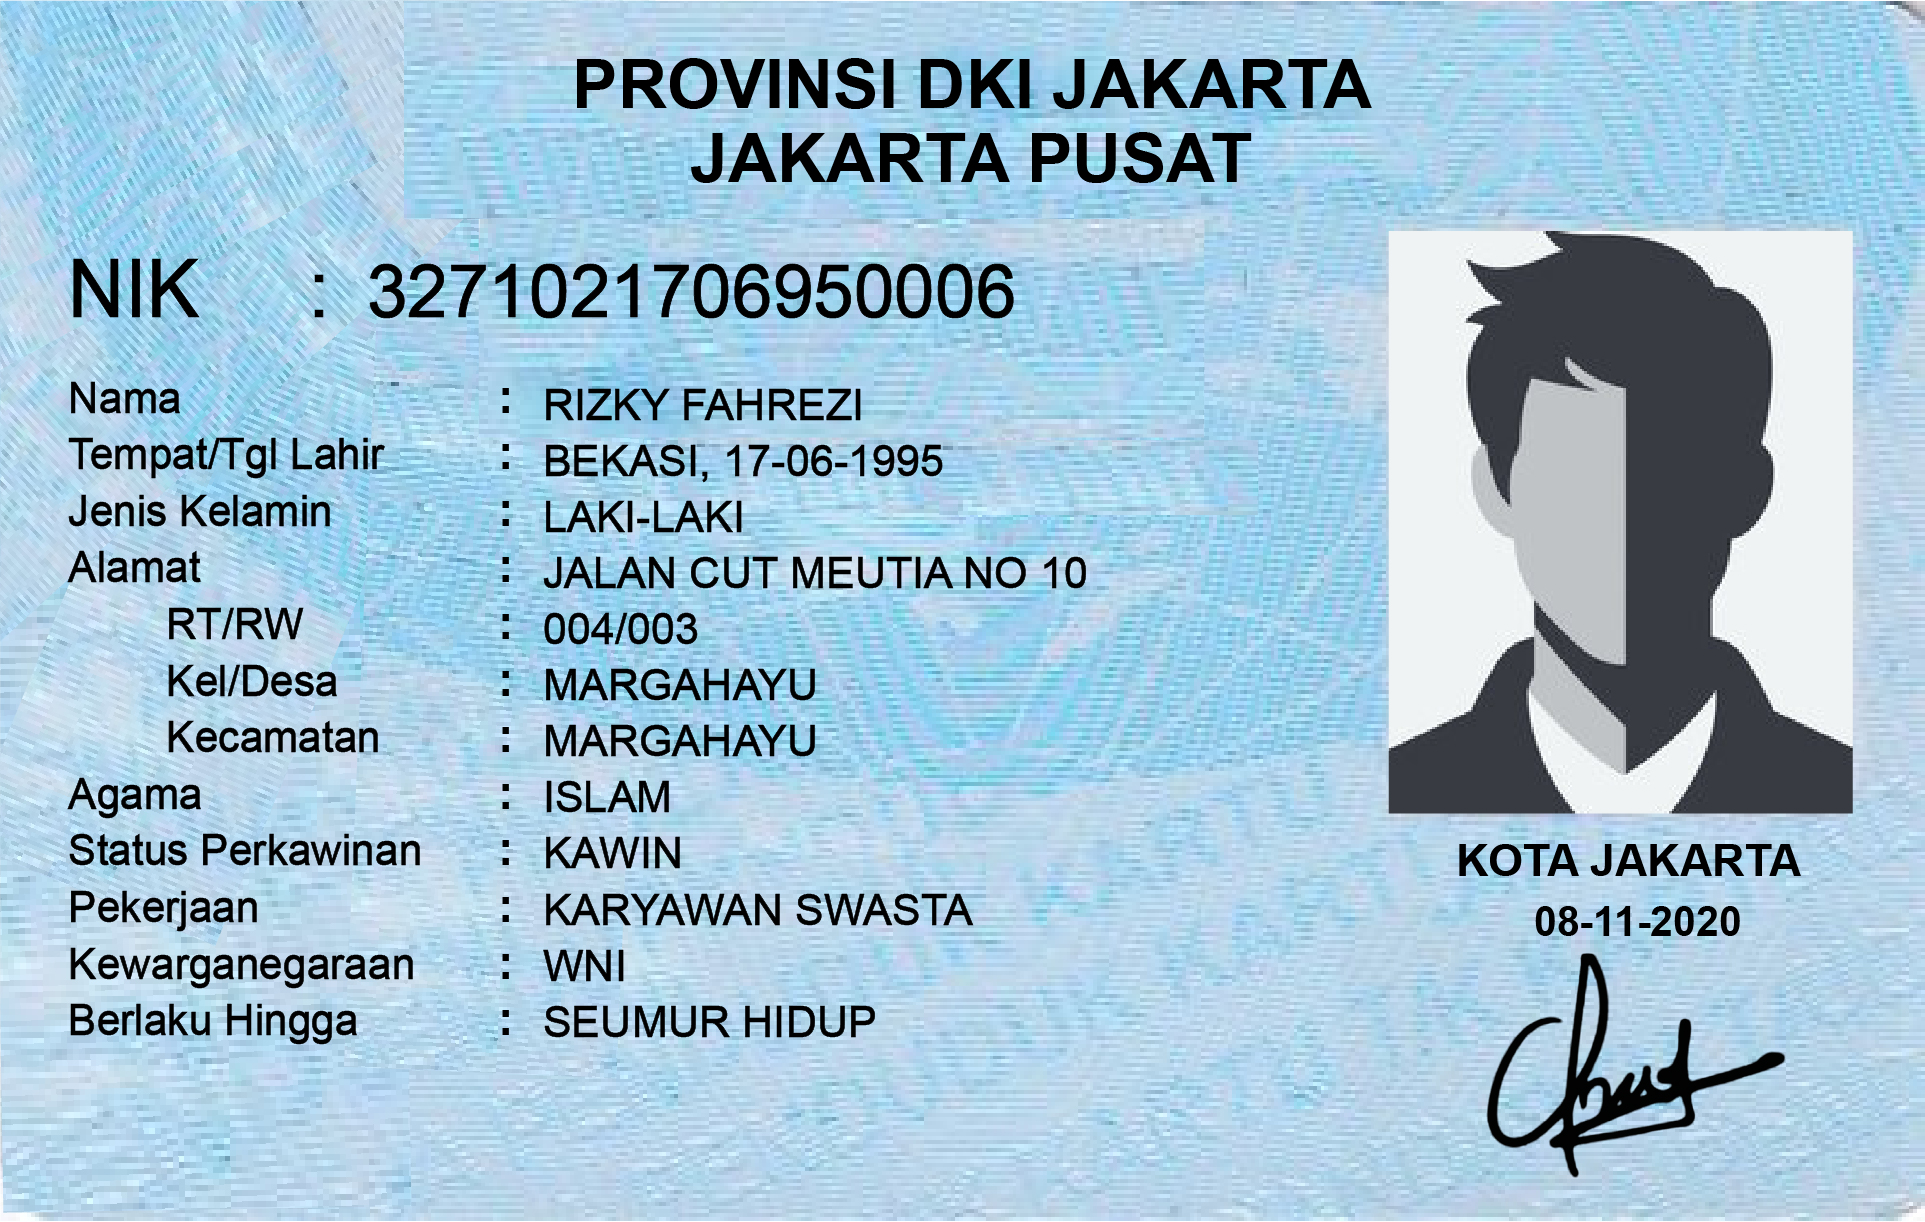 PROVINSI DKI JAKARTA
JAKARTA PUSAT
NIK : 3271021706950006
Nama : RIZKY FAHREZI
Tempat/Tgl Lahir : BEKASI, 17-06-1995
Jenis Kelamin : LAKI-LAKI
Alamat : JALAN CUT MEUTIA NO 10
RT/RW : 004/003
Kel/Desa : MARGAHAYU
Kecamatan : MARGAHAYU
Agama : ISLAM
Status Perkawinan : KAWIN
Pekerjaan : KARYAWAN SWASTA
Kewarganegaraan : WNI
Berlaku Hingga : SEUMUR HIDUP
KOTA JAKARTA
08-11-2020